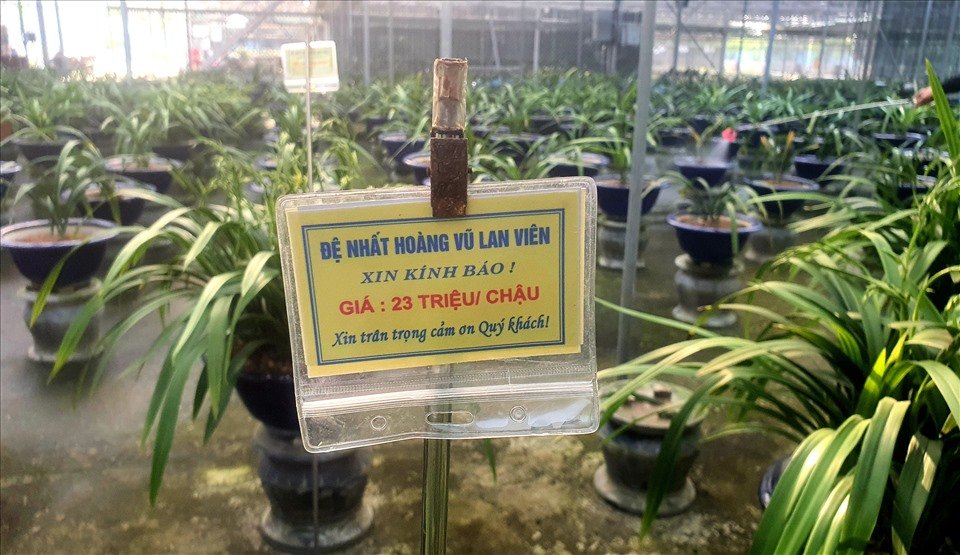 ĐỆ NHẤT HOÀNG VŨ LAN VIÊN
XIN KÍNH BÁO !
GIÁ : 23 TRIỆU/ CHẬU
Xin trân trọng cảm ơn Quý khách!